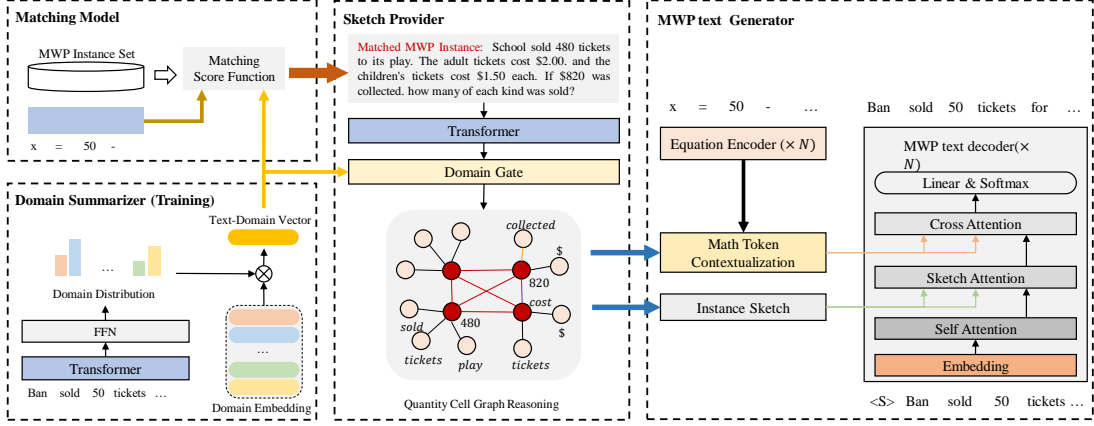 Matching Model
MWP Instance Set
Matching
Score Function
x = 50 -
Domain Summarizer (Training)
Text-Domain Vector
...
Domain Distribution
FFN
Transformer
Ban sold 50 tickets ...
...
Domain Embedding
Sketch Provider
Matched MWP Instance: School sold 480 tickets
to its play. The adult tickets cost $2.00. and the
children's tickets cost $1.50 each. If $820 was
collected. how many of each kind was sold?
Transformer
Domain Gate
collected
$
820
cost
sold
480
$
tickets
play
tickets
Quantity Cell Graph Reasoning
MWP text Generator
x = 50 - ...
Equation Encoder (× N)
Math Token
Contextualization
Instance Sketch
Ban sold 50 tickets for ...
MWP text decoder(×
N)
Linear & Softmax
Cross Attention
Sketch Attention
Self Attention
Embedding
<S> Ban sold 50 tickets ...